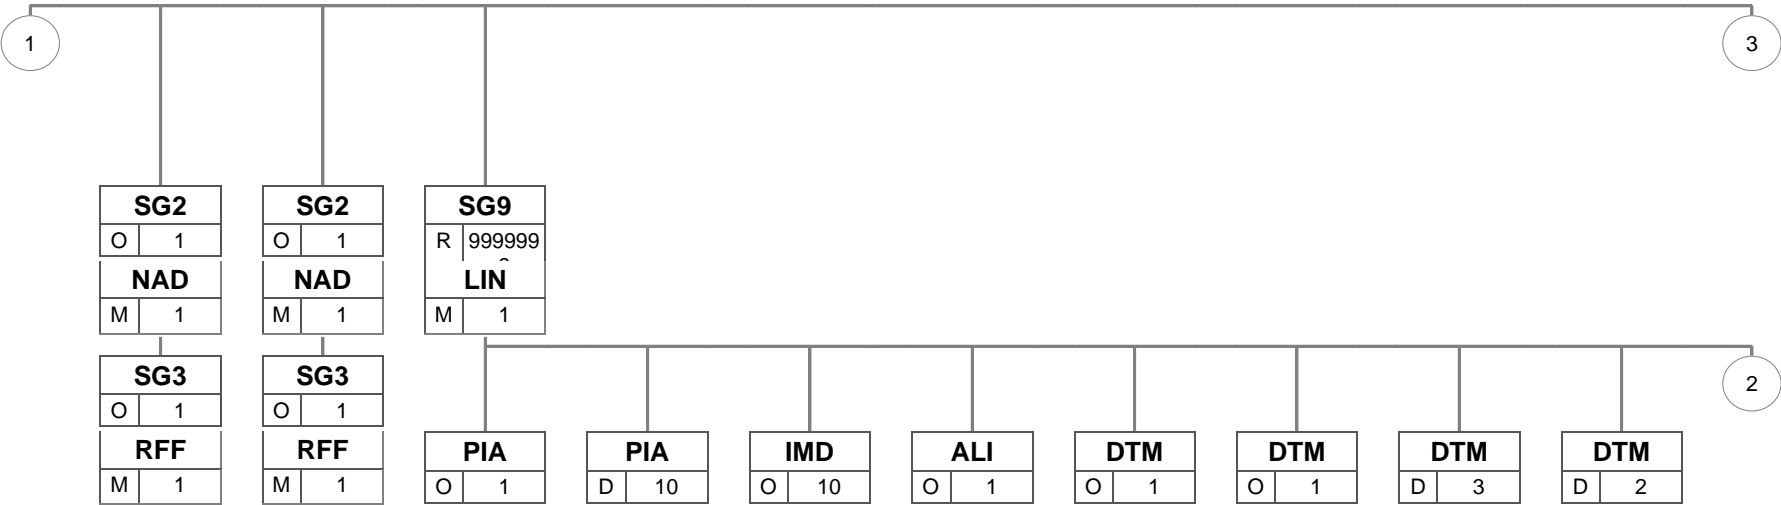 1 3
SG2 SG2 SG9
O 1 O 1 R 999999
NAD NAD LIN
M 1 M 1 M 1
SG3 SG3
O 1 O 1 2
RFF RFF PIA PIA IMD ALI DTM DTM DTM DTM
M 1 M 1 O 1 D 10 O 10 O 1 O 1 O 1 D 3 D 2